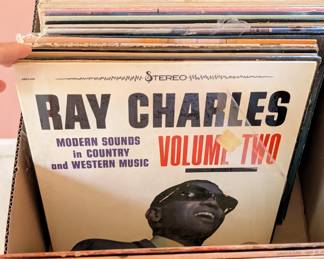 STEREO
RAY CHARLES
MODERN SOUNDS
in COUNTRY
and WESTERN MUSIC
VOLUME TWO